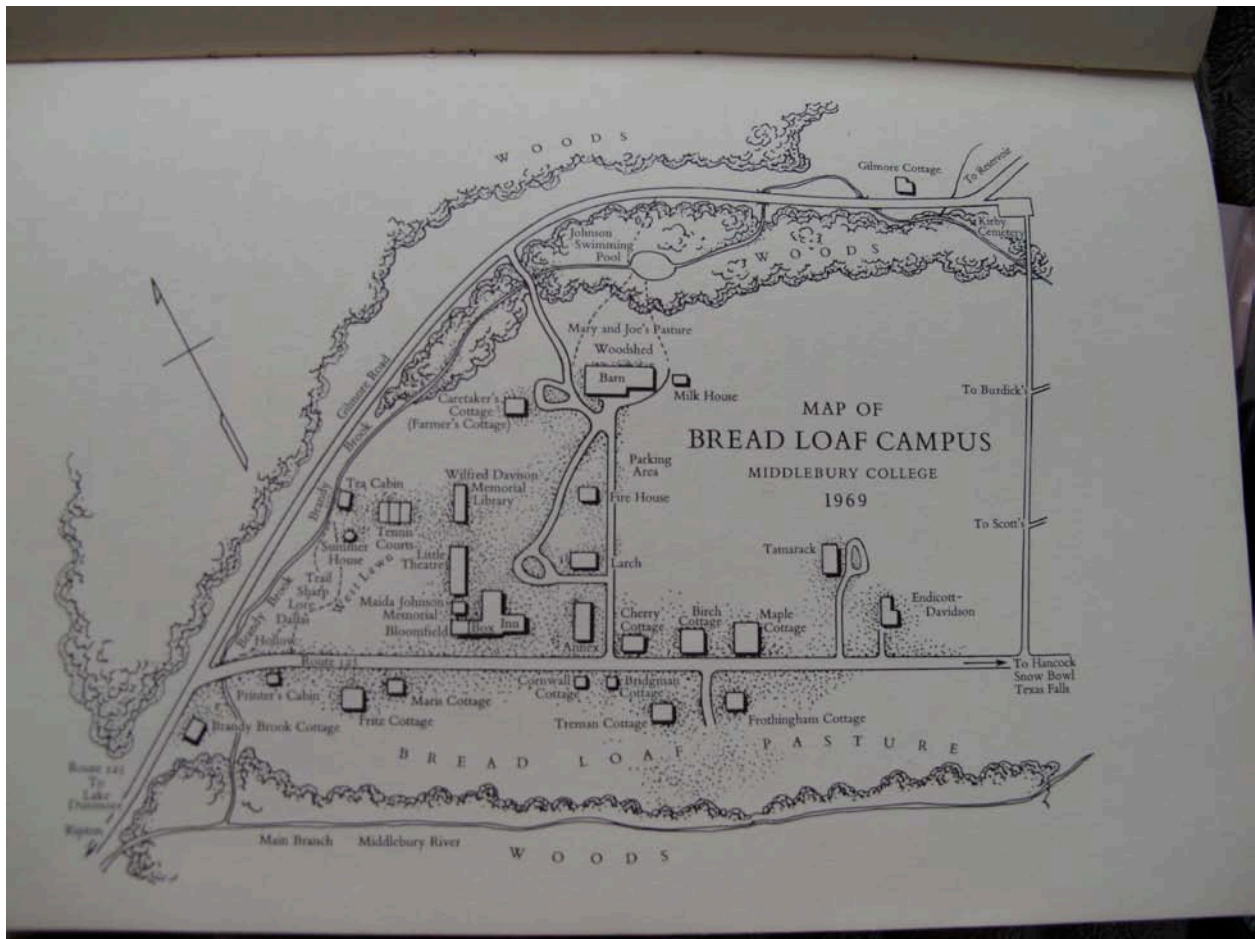 WOODS
Gilmore Cottage
To Reservoir
Johnson
Swimming
Pool
Kirby
Cemetery
WOODS
Mary and Joe's Pasture
Woodshed
Barn
Milk House
Gilmore Road
Caretaker's
Cottage
(Farmer's Cottage)
Brook
Brandy
To Burdick's
MAP OF
BREAD LOAF CAMPUS
MIDDLEBURY COLLEGE
1969
Parking
Area
Wilfred Davison
Memorial
Library
Tea Cabin
Fire House
Tennis
Courts
To Scott's
Summer
House
Little
Theatre
West Lawn
Larch
Tamarack
Trail
Sharp
Lore
Dallas
Hollow
Brook
Brandy
Maida Johnson
Memorial
Bloomfield
Box
Inn
Annex
Cherry
Cottage
Birch
Cottage
Maple
Cottage
Endicott-
Davidson
Route 125
To Hancock
Snow Bowl
Texas Falls
Printer's Cabin
Maris Cottage
Fritz Cottage
Cornwall
Cottage
Bridgman
Cottage
Treman Cottage
Frothingham Cottage
Brandy Brook Cottage
BREAD LOAF PASTURE
Route 125
To
Lake
Dunmore
Ripton
Main Branch Middlebury River
WOODS